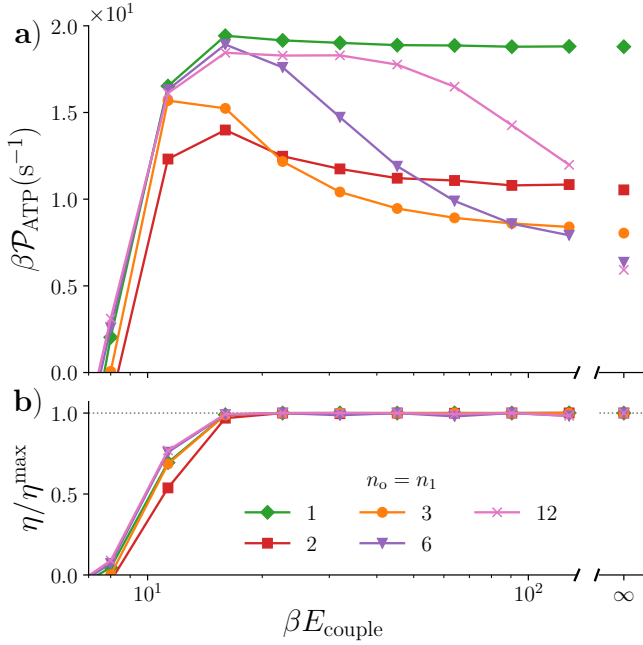 ×10¹
a)
2.0
1.5
1.0
0.5
0.0
β𝒫_ATP (s⁻¹)
b)
1.0
0.5
0.0
η/η^max
n_o = n_1
1
3
12
2
6
10¹
10²
∞
βE_couple